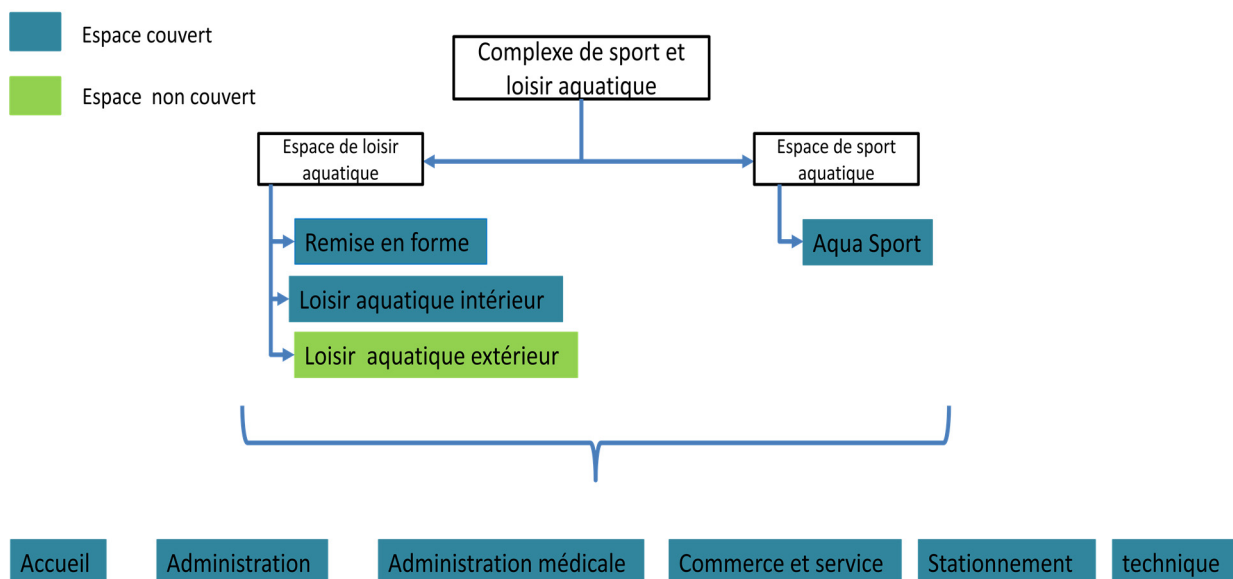 Espace couvert
Espace non couvert
Complexe de sport et
loisir aquatique
Espace de loisir
aquatique
Espace de sport
aquatique
Remise en forme
Aqua Sport
Loisir aquatique intérieur
Loisir aquatique extérieur
Accueil
Administration
Administration médicale
Commerce et service
Stationnement
technique